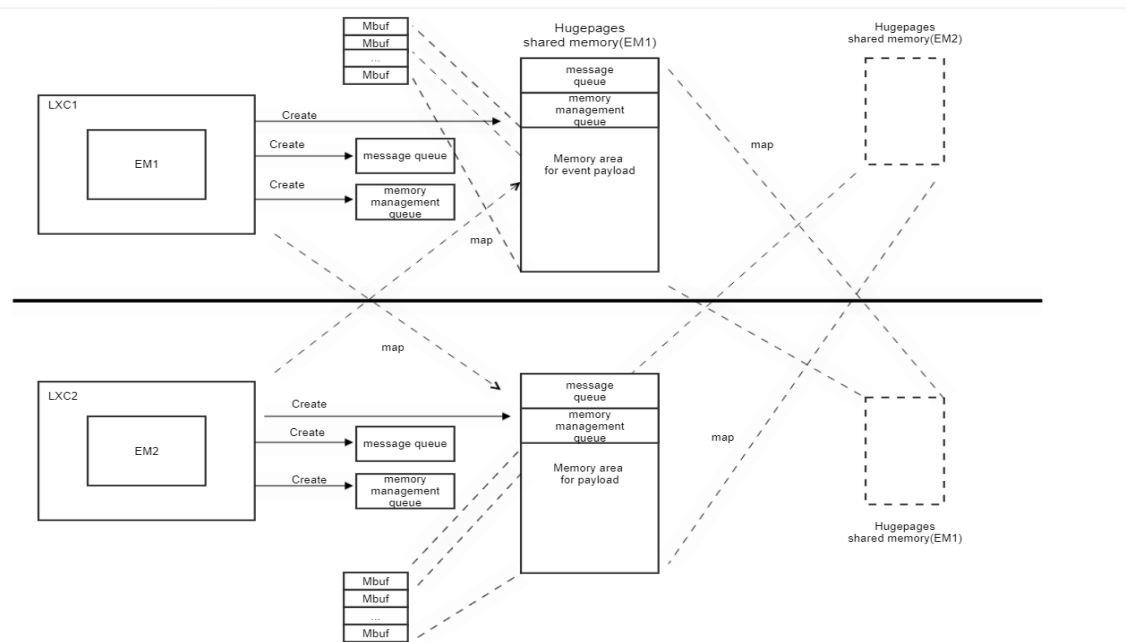 Mbuf
Mbuf
...
Mbuf
Hugepages
shared memory(EM1)
Hugepages
shared memory(EM2)
message
queue
memory
management
queue
Memory area
for event payload
LXC1
EM1
Create
Create
message queue
Create
memory
management
queue
map
map
map
LXC2
EM2
Create
Create
message queue
Create
memory
management
queue
message
queue
memory
management
queue
Memory area
for payload
map
Hugepages
shared memory(EM1)
Mbuf
Mbuf
...
Mbuf